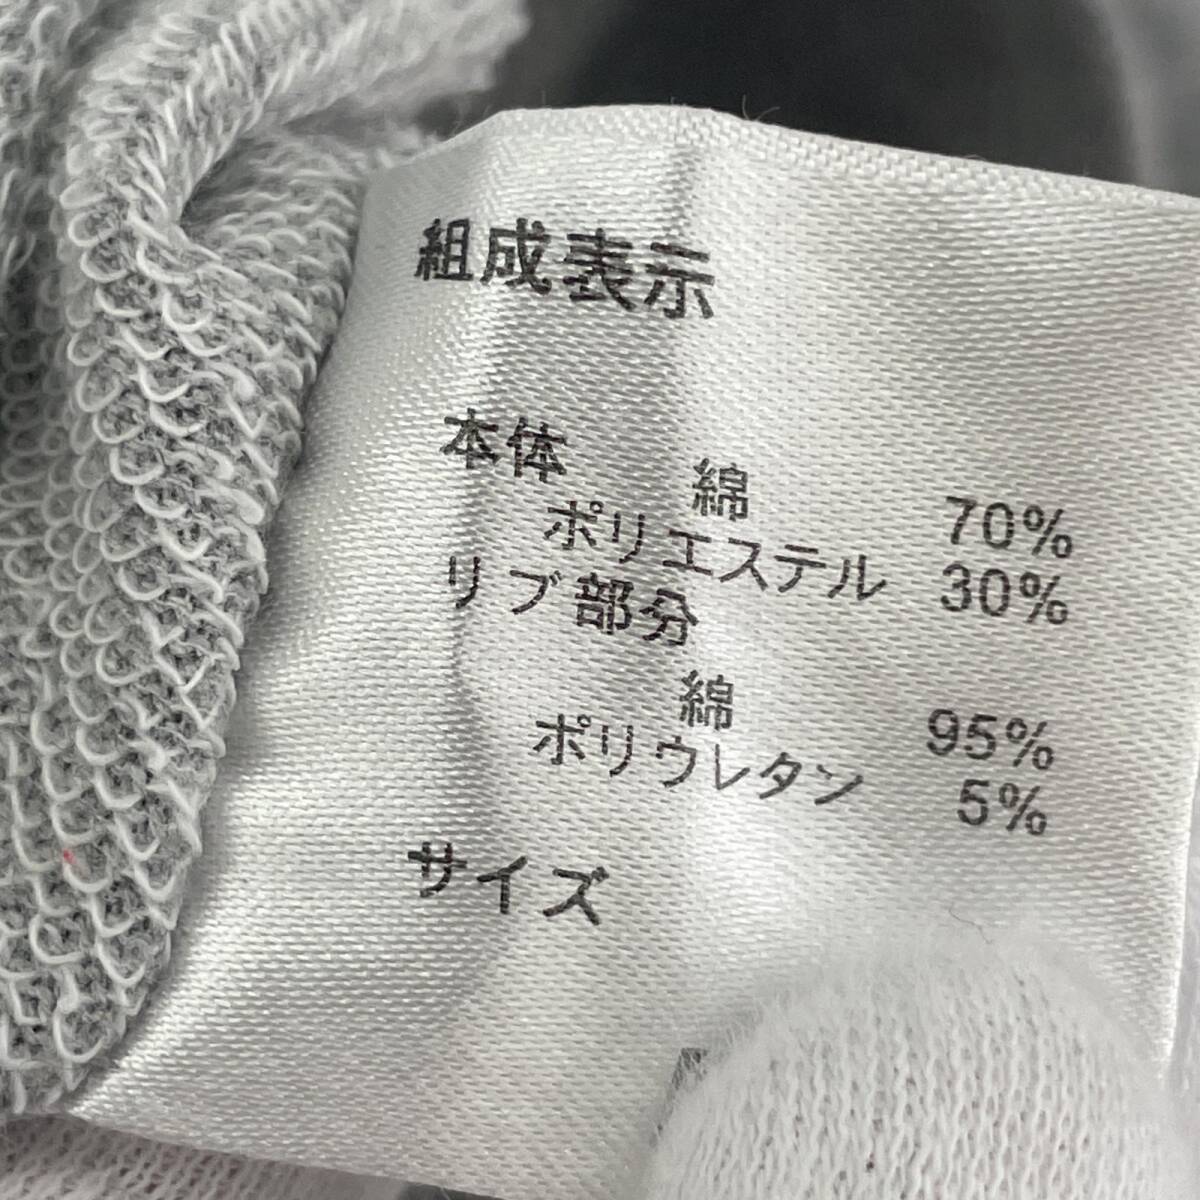 組成表示
本体
綿 70%
ポリエステル 30%
リブ部分
綿 95%
ポリウレタン 5%
サイズ